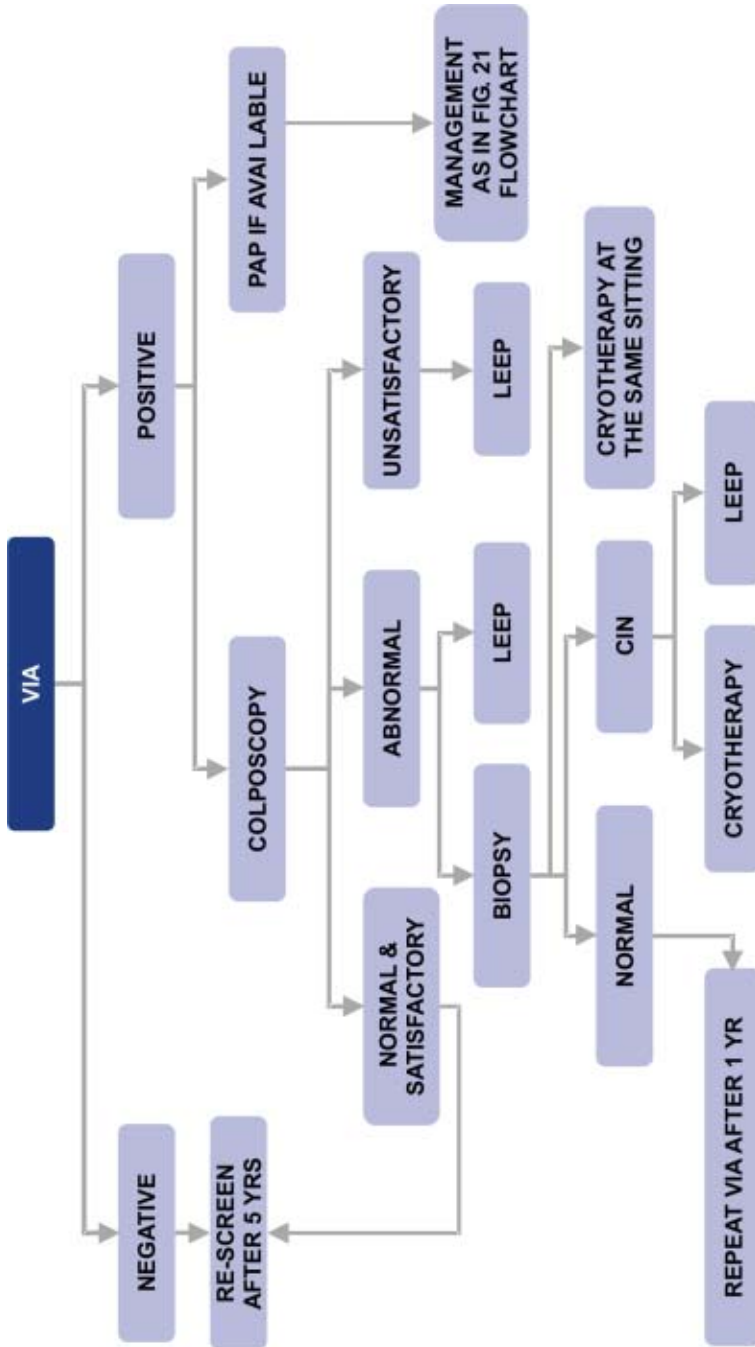 VIA
NEGATIVE
POSITIVE
RE-SCREEN
AFTER 5 YRS
COLPOSCOPY
PAP IF AVAI LABLE
NORMAL &
SATISFACTORY
ABNORMAL
UNSATISFACTORY
MANAGEMENT
AS IN FIG. 21
FLOWCHART
BIOPSY
LEEP
LEEP
NORMAL
CIN
CRYOTHERAPY AT
THE SAME SITTING
REPEAT VIA AFTER 1 YR
CRYOTHERAPY
LEEP